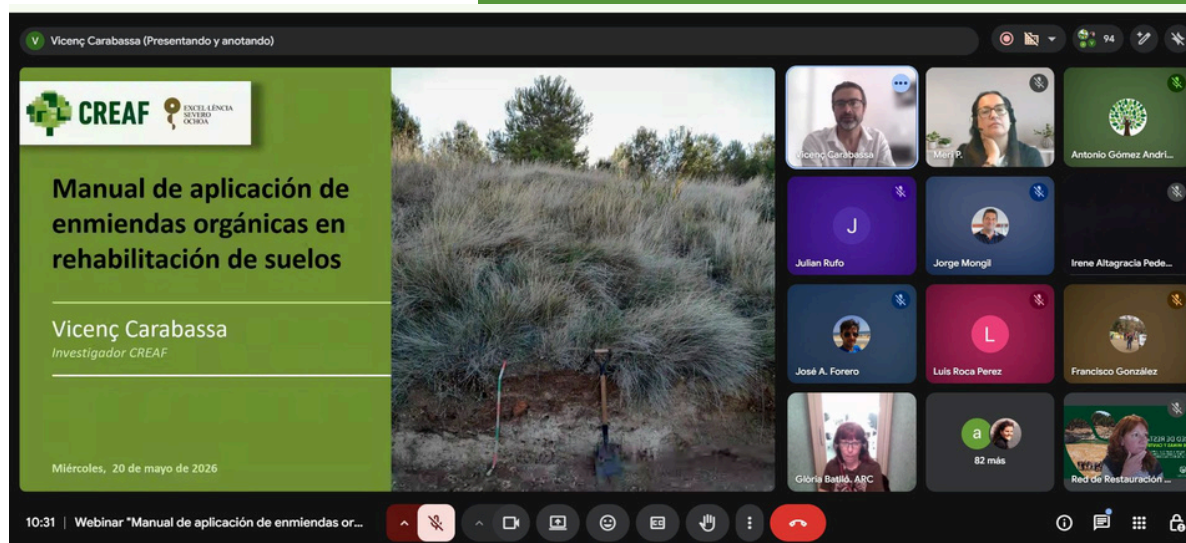 V Vicenç Carabassa (Presentando y anotando)
94
CREAF EXCEL·LÈNCIA
SEVERO
OCHOA
Manual de aplicación de
enmiendas orgánicas en
rehabilitación de suelos
Vicenç Carabassa
Investigador CREAF
Miércoles, 20 de mayo de 2026
Vicenç Carabassa
Meri P.
Antonio Gómez Andri...
J
Julian Rufo
Jorge Mongil
Irene Altagracia Pede...
José A. Forero
L
Luis Roca Perez
Francisco González
Glòria Batlló. ARC
a
82 más
Red de Restauración ...
10:31 | Webinar "Manual de aplicación de enmiendas or...